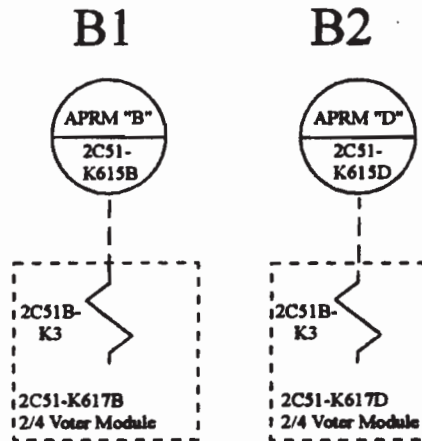 B1
B2
APRM "B"
2C51-
K615B
APRM "D"
2C51-
K615D
2C51B-
K3
2C51B-
K3
2C51-K617B
2/4 Voter Module
2C51-K617D
2/4 Voter Module